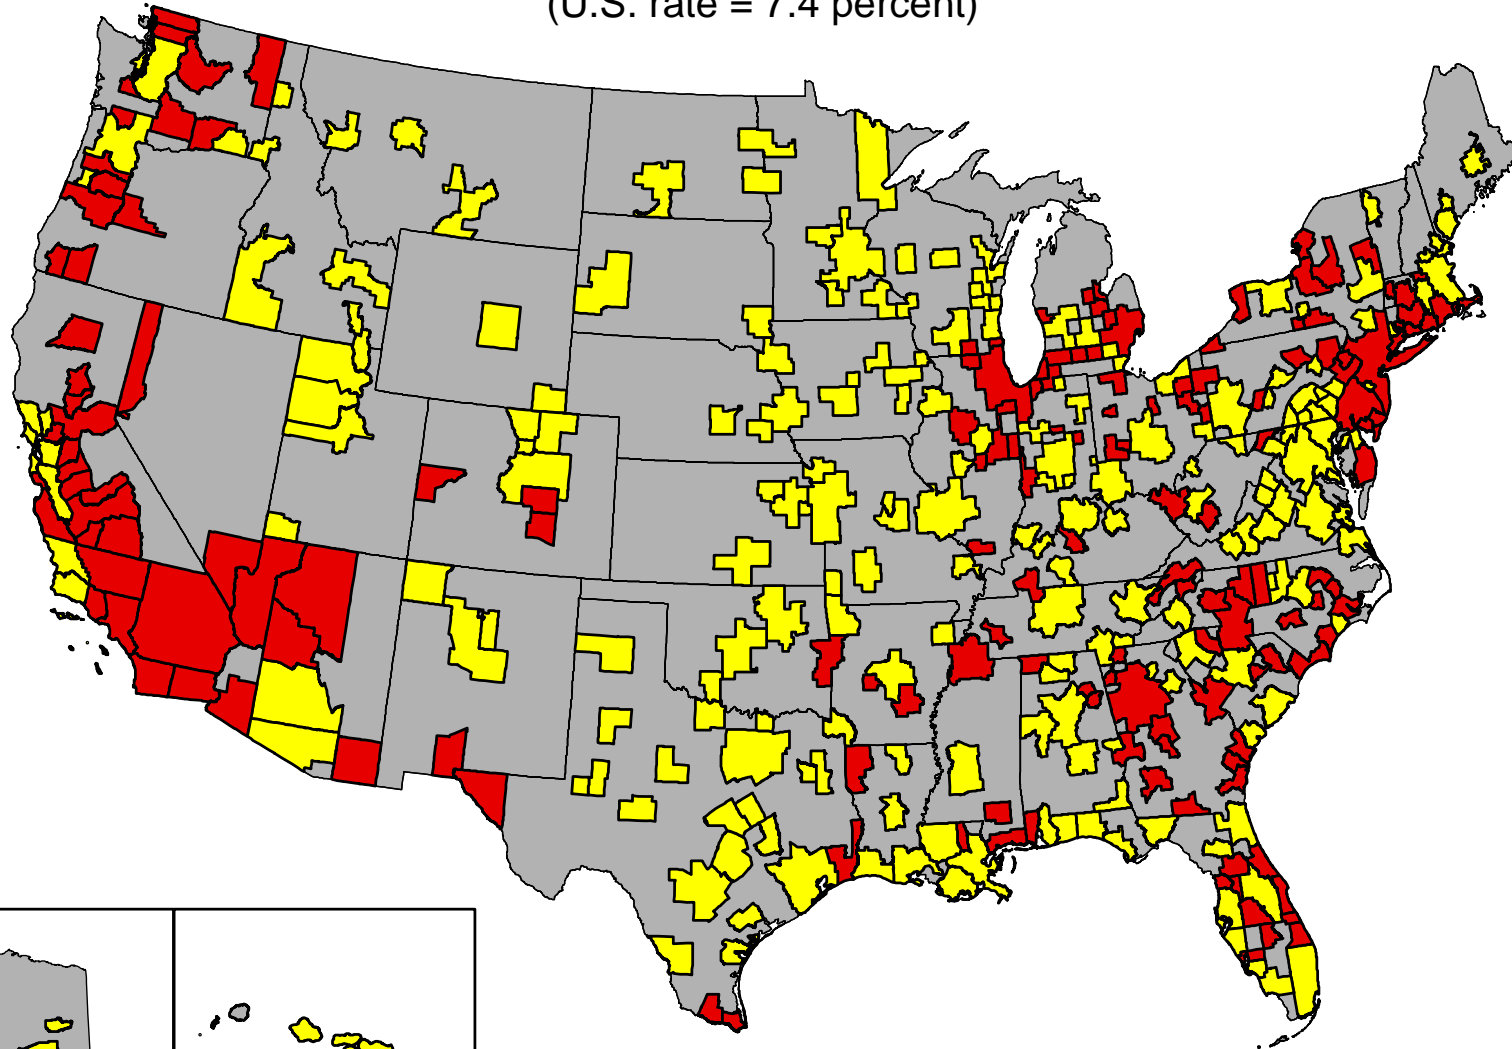 (U.S. rate = 7.4 percent)